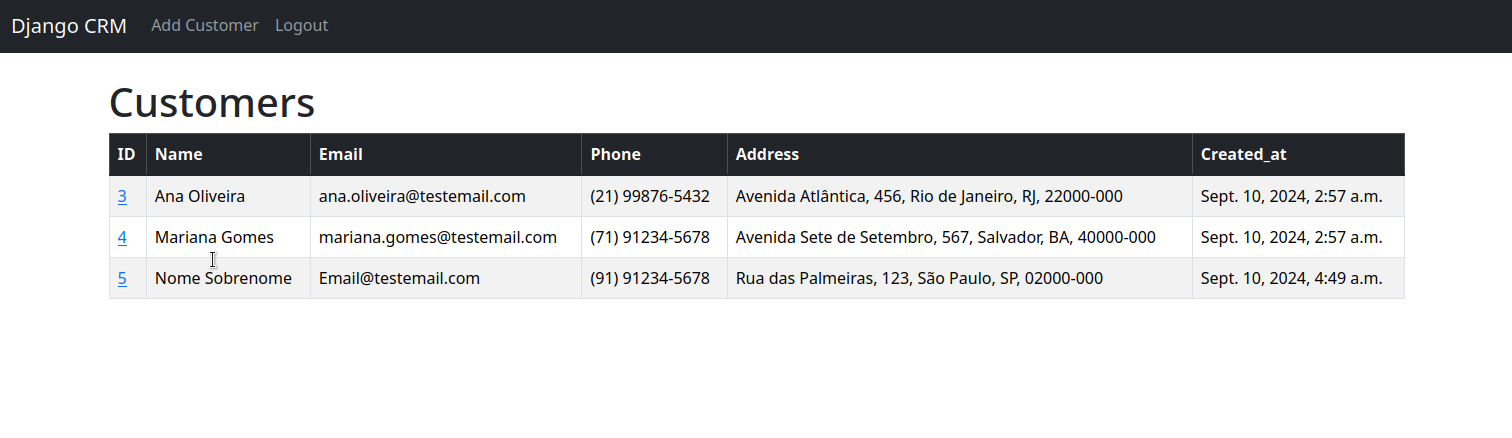 Django CRM Add Customer Logout
Customers
ID Name Email Phone Address Created_at
3 Ana Oliveira ana.oliveira@testemail.com (21) 99876-5432 Avenida Atlântica, 456, Rio de Janeiro, RJ, 22000-000 Sept. 10, 2024, 2:57 a.m.
4 Mariana Gomes mariana.gomes@testemail.com (71) 91234-5678 Avenida Sete de Setembro, 567, Salvador, BA, 40000-000 Sept. 10, 2024, 2:57 a.m.
5 Nome Sobrenome Email@testemail.com (91) 91234-5678 Rua das Palmeiras, 123, São Paulo, SP, 02000-000 Sept. 10, 2024, 4:49 a.m.